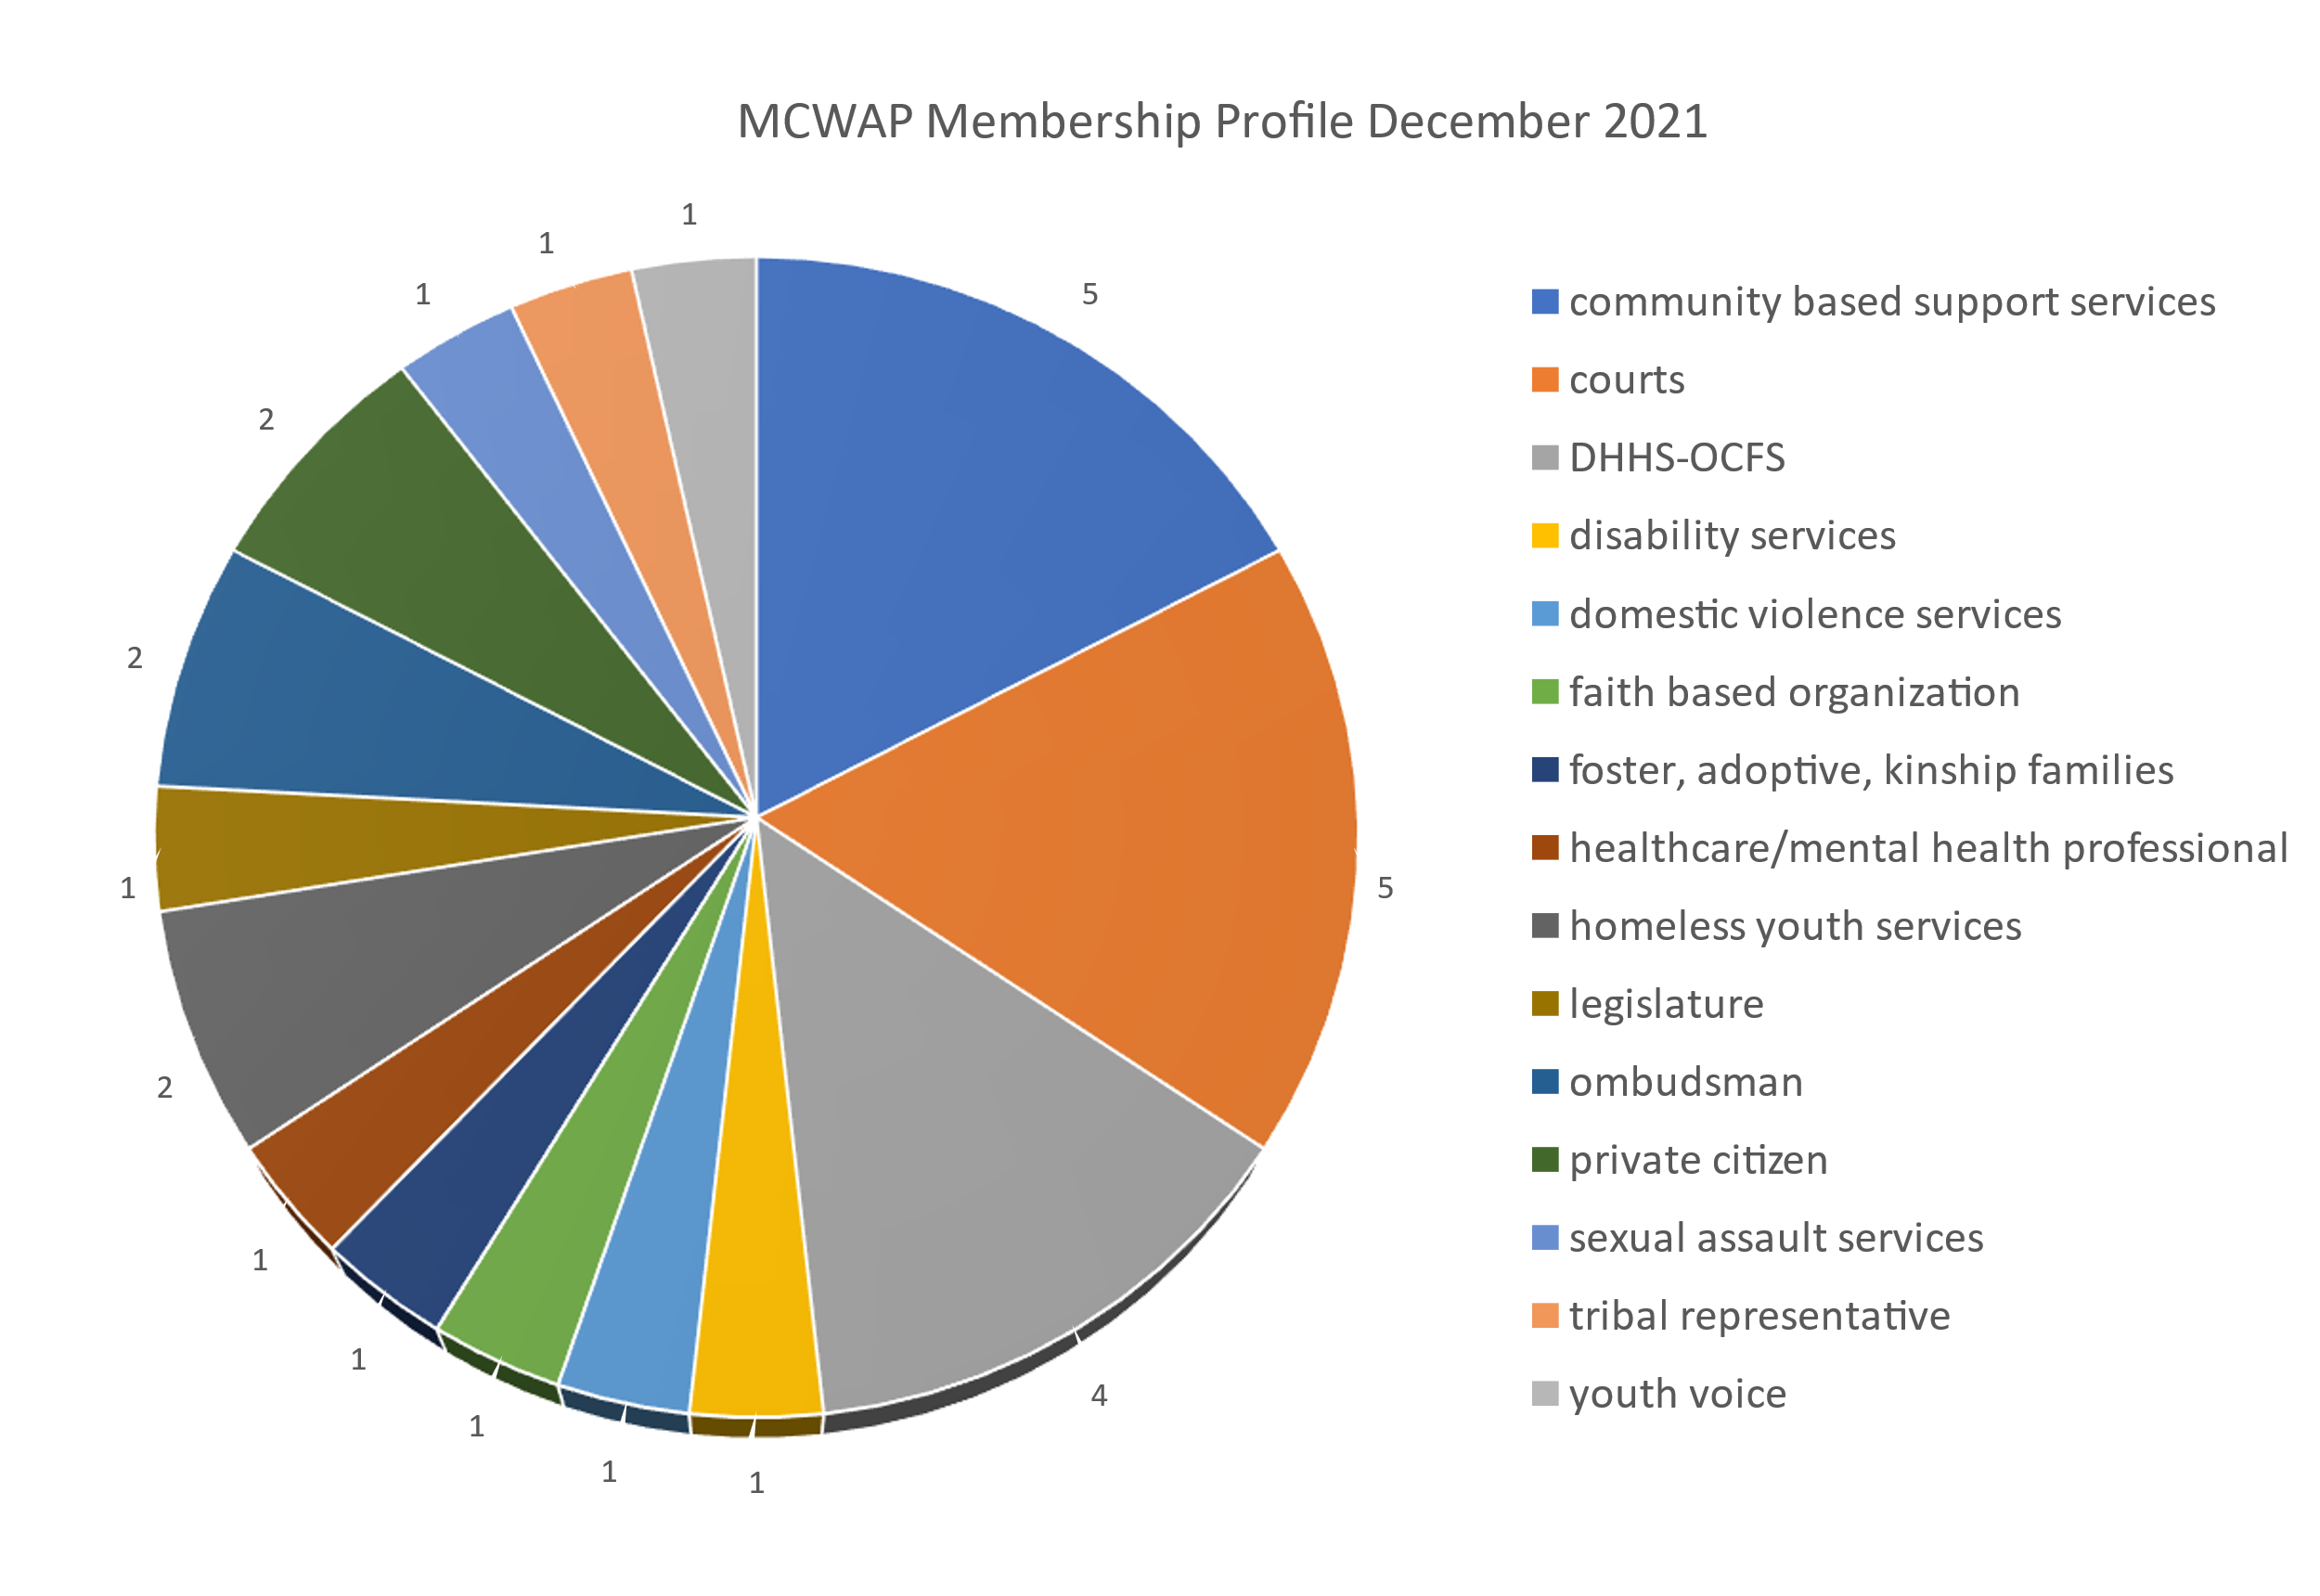 MCWAP Membership Profile December 2021
1
1
1
5
2
2
1
5
2
1
1
1
1
1
4
community based support services
courts
DHHS-OCFS
disability services
domestic violence services
faith based organization
foster, adoptive, kinship families
healthcare/mental health professional
homeless youth services
legislature
ombudsman
private citizen
sexual assault services
tribal representative
youth voice